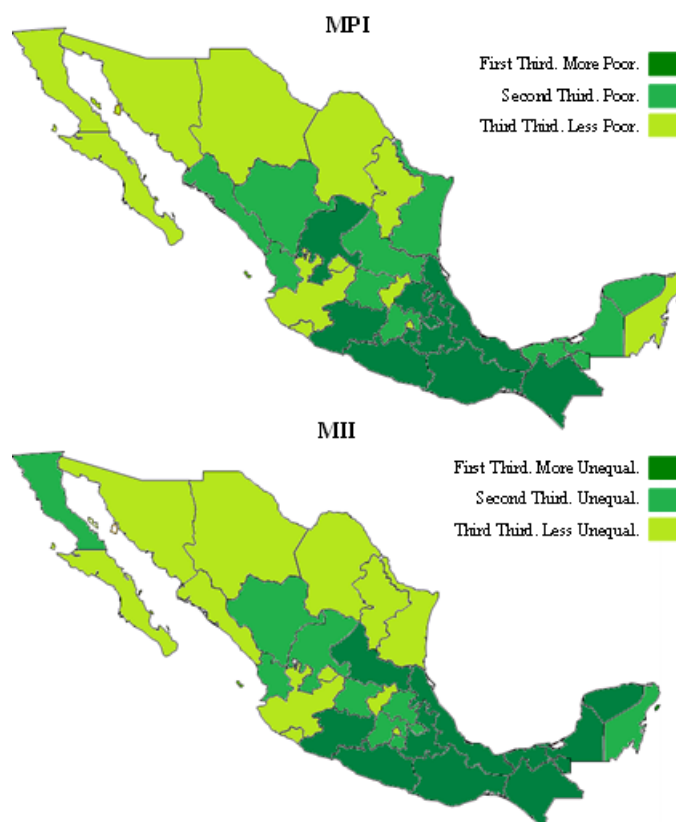 MPI
First Third. More Poor.
Second Third. Poor.
Third Third. Less Poor.
MII
First Third. More Unequal.
Second Third. Unequal.
Third Third. Less Unequal.